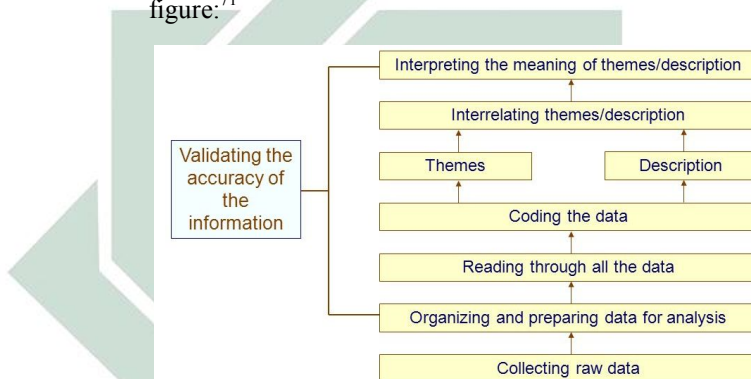 figure:71
Interpreting the meaning of themes/description
Interrelating themes/description
Validating the
accuracy of
the
information
Themes
Description
Coding the data
Reading through all the data
Organizing and preparing data for analysis
Collecting raw data